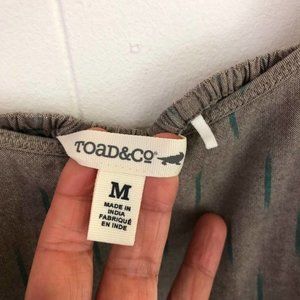 TOAD&CO®
M
MADE IN
INDIA
FABRIQUÉ
EN INDE